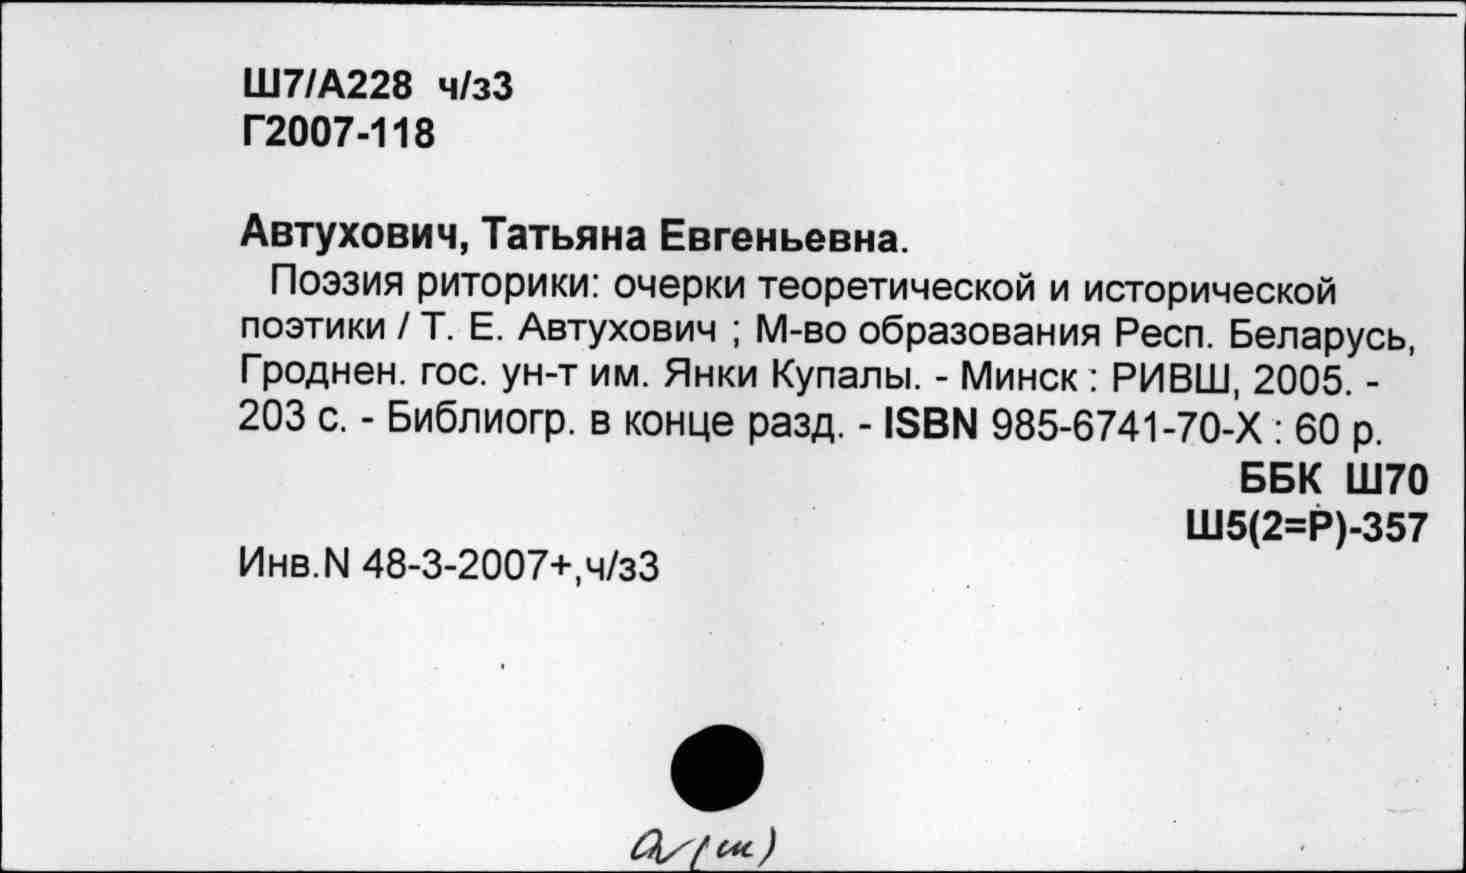 Ш7/А228 ч/з3
Г2007-118
Автухович, Татьяна Евгеньевна.
Поэзия риторики: очерки теоретической и исторической
поэтики / Т. Е. Автухович ; М-во образования Респ. Беларусь,
Гроднен. гос. ун-т им. Янки Купалы. - Минск : РИВШ, 2005. -
203 с. - Библиогр. в конце разд. - ISBN 985-6741-70-X : 60 р.
ББК Ш70
Ш5(2=Р)-357
Инв.N 48-3-2007+,ч/з3